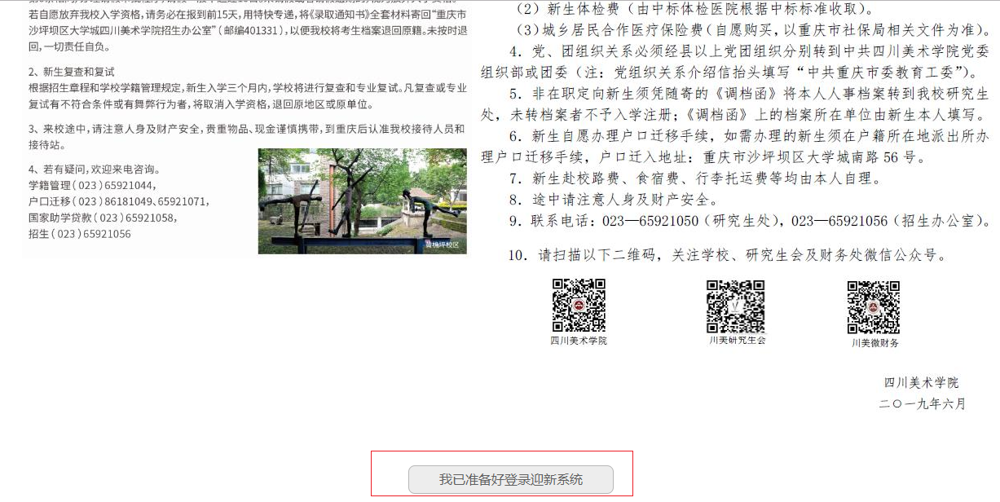 若自愿放弃我校入学资格,请务必在报到前15天,用特快专递,将《录取通知书》全套材料寄回“重庆市
沙坪坝区大学城四川美术学院招生办公室”(邮编401331),以便我校将考生档案退回原籍。未按时退
回,一切责任自负。
2、新生复查和复试
根据招生章程和学校学籍管理规定,新生入学三个月内,学校将进行复查和专业复试。凡复查或专业
复试有不符合条件或有舞弊行为者,将取消入学资格,退回原地区或原单位。
3、来校途中,请注意人身及财产安全,贵重物品、现金谨慎携带,到重庆后认准我校接待人员和
接待站。
4、若有疑问,欢迎来电咨询。
学籍管理(023)65921044,
户口迁移(023)86181049、65921071,
国家助学贷款(023)65921058,
招生(023)65921056
黄桷坪校区
(2)新生体检费(由中标体检医院根据中标标准收取)。
(3)城乡居民合作医疗保险费(自愿购买,以重庆市社保局相关文件为准)。
4. 党、团组织关系必须经县以上党团组织分别转到中共四川美术学院党委
组织部或团委(注:党组织关系介绍信抬头填写“中共重庆市委教育工委”)。
5. 非在职定向新生须凭随寄的《调档函》将本人人事档案转到我校研究生
处,未转档案者不予入学注册;《调档函》上的档案所在单位由新生本人填写。
6. 新生自愿办理户口迁移手续,如需办理的新生须在户籍所在地派出所办
理户口迁移手续,户口迁入地址:重庆市沙坪坝区大学城南路 56 号。
7. 新生赴校路费、食宿费、行李托运费等均由本人自理。
8. 途中请注意人身及财产安全。
9. 联系电话:023—65921050(研究生处),023—65921056(招生办公室)。
10. 请扫描以下二维码,关注学校、研究生会及财务处微信公众号。
四川美术学院
川美研究生会
川美微财务
四川美术学院
二〇一九年六月
我已准备好登录迎新系统